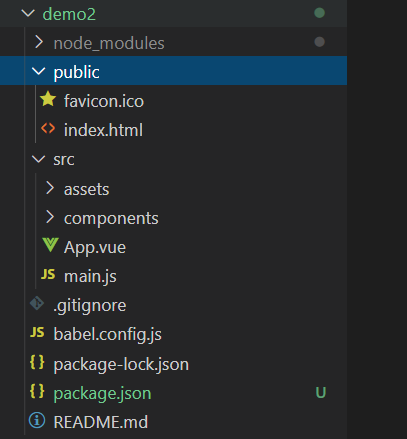 demo2
node_modules
public
favicon.ico
<> index.html
src
assets
components
App.vue
JS main.js
.gitignore
JS babel.config.js
{} package-lock.json
{} package.json U
README.md